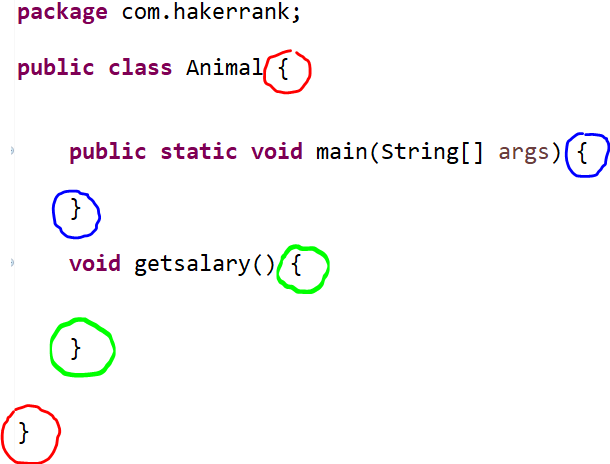 package com.hakerrank;
public class Animal {
public static void main(String[] args) {
}
void getsalary() {
}
}